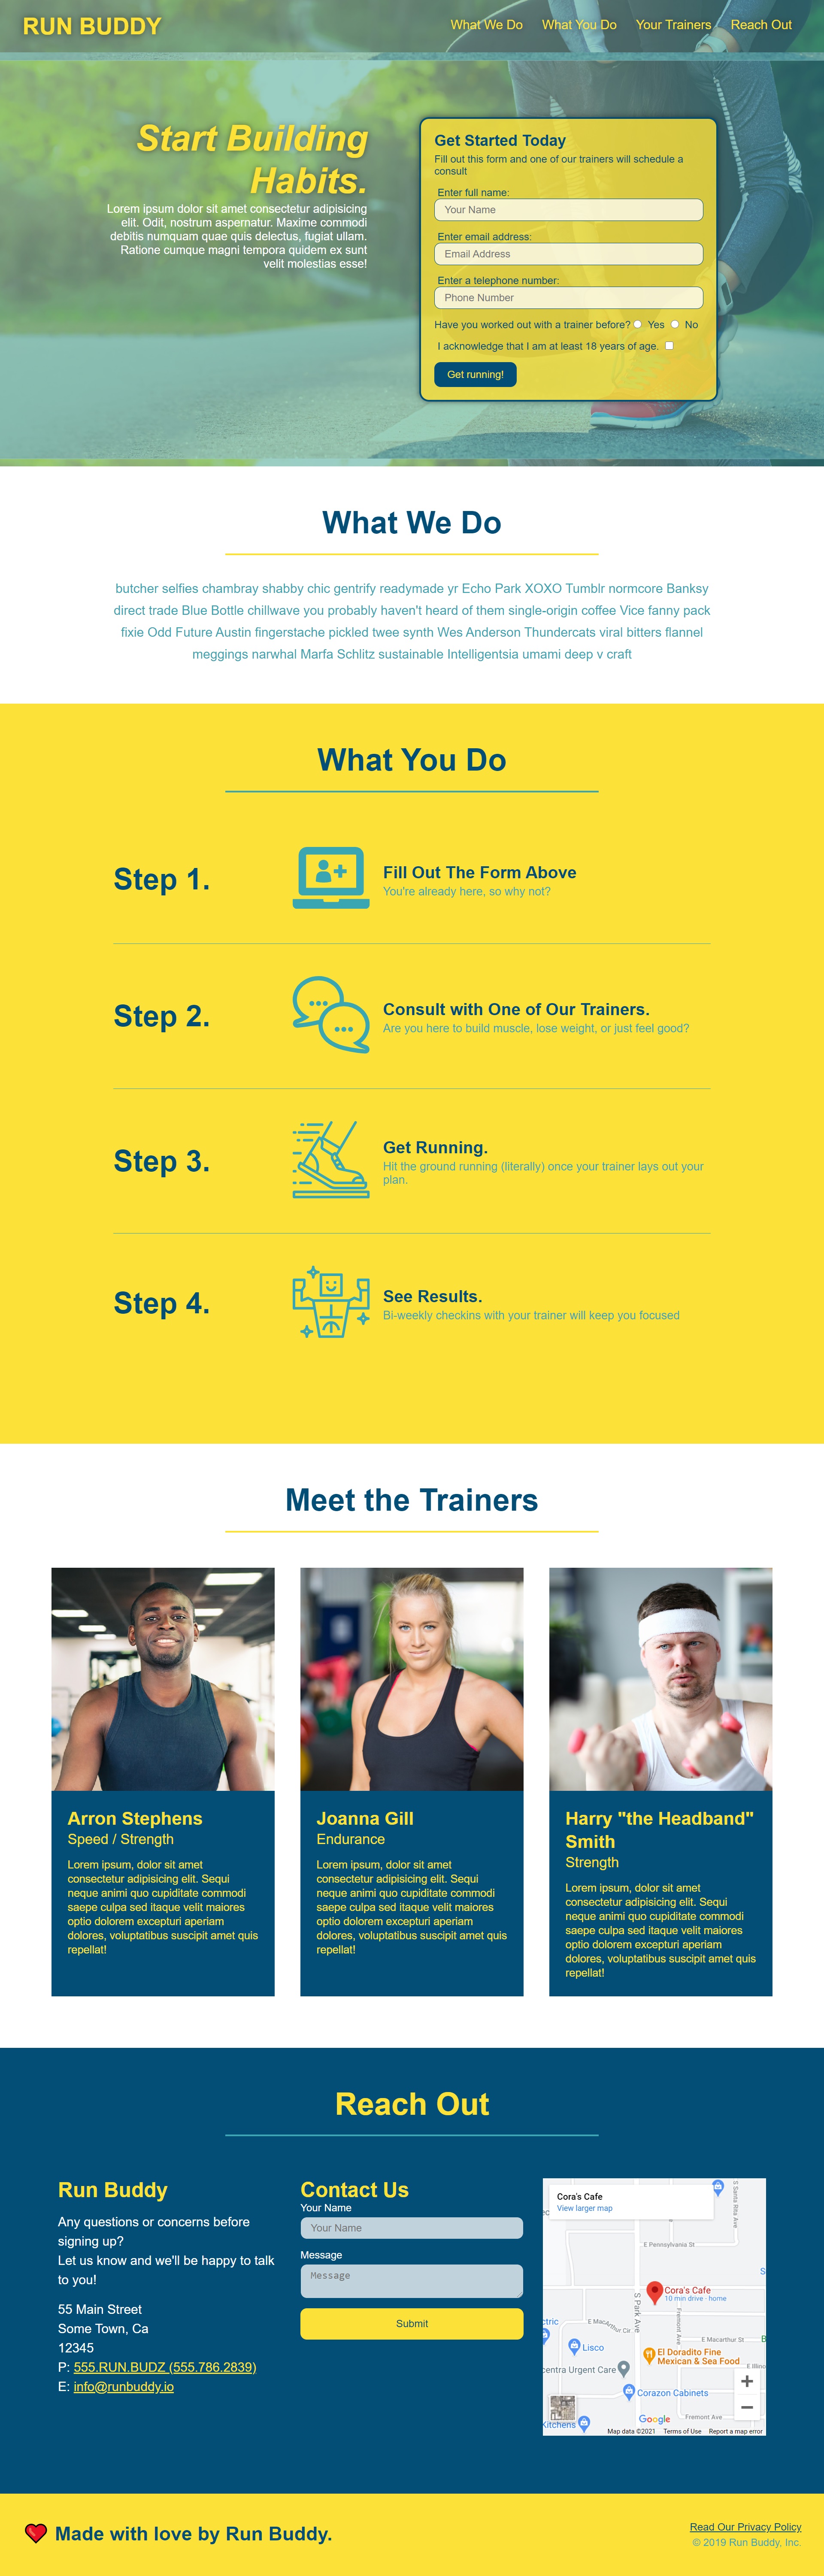 RUN BUDDY
What We Do What You Do Your Trainers Reach Out
Start Building
Habits.
Lorem ipsum dolor sit amet consectetur adipisicing
elit. Odit, nostrum aspernatur. Maxime commodi
debitis numquam quae quis delectus, fugiat ullam.
Ratione cumque magni tempora quidem ex sunt
velit molestias esse!
Get Started Today
Fill out this form and one of our trainers will schedule a
consult
Enter full name:
Your Name
Enter email address:
Email Address
Enter a telephone number:
Phone Number
Have you worked out with a trainer before? Yes No
I acknowledge that I am at least 18 years of age.
Get running!
What We Do
butcher selfies chambray shabby chic gentrify readymade yr Echo Park XOXO Tumblr normcore Banksy
direct trade Blue Bottle chillwave you probably haven't heard of them single-origin coffee Vice fanny pack
fixie Odd Future Austin fingerstache pickled twee synth Wes Anderson Thundercats viral bitters flannel
meggings narwhal Marfa Schlitz sustainable Intelligentsia umami deep v craft
What You Do
Step 1.
Fill Out The Form Above
You're already here, so why not?
Step 2.
Consult with One of Our Trainers.
Are you here to build muscle, lose weight, or just feel good?
Step 3.
Get Running.
Hit the ground running (literally) once your trainer lays out your
plan.
Step 4.
See Results.
Bi-weekly checkins with your trainer will keep you focused
Meet the Trainers
Arron Stephens
Speed / Strength
Lorem ipsum, dolor sit amet
consectetur adipisicing elit. Sequi
neque animi quo cupiditate commodi
saepe culpa sed itaque velit maiores
optio dolorem excepturi aperiam
dolores, voluptatibus suscipit amet quis
repellat!
Joanna Gill
Endurance
Lorem ipsum, dolor sit amet
consectetur adipisicing elit. Sequi
neque animi quo cupiditate commodi
saepe culpa sed itaque velit maiores
optio dolorem excepturi aperiam
dolores, voluptatibus suscipit amet quis
repellat!
Harry "the Headband"
Smith
Strength
Lorem ipsum, dolor sit amet
consectetur adipisicing elit. Sequi
neque animi quo cupiditate commodi
saepe culpa sed itaque velit maiores
optio dolorem excepturi aperiam
dolores, voluptatibus suscipit amet quis
repellat!
Reach Out
Run Buddy
Any questions or concerns before
signing up?
Let us know and we'll be happy to talk
to you!
55 Main Street
Some Town, Ca
12345
P: 555.RUN.BUDZ (555.786.2839)
E: info@runbuddy.io
Contact Us
Your Name
Your Name
Message
Message
Submit
Cora's Cafe
View larger map
S Santa Rita Ave
E Pennsylvania St
Cora's Cafe
10 min drive · home
S Park Ave
Fremont Ave
E MacArthur Cir
E Macarthur St
Lisco
El Doradito Fine
Mexican & Sea Food
Urgent Care
Corazon Cabinets
Kitchens
Google
Fremont Ave
Map data ©2021 Terms of Use Report a map error
Made with love by Run Buddy.
Read Our Privacy Policy
© 2019 Run Buddy, Inc.